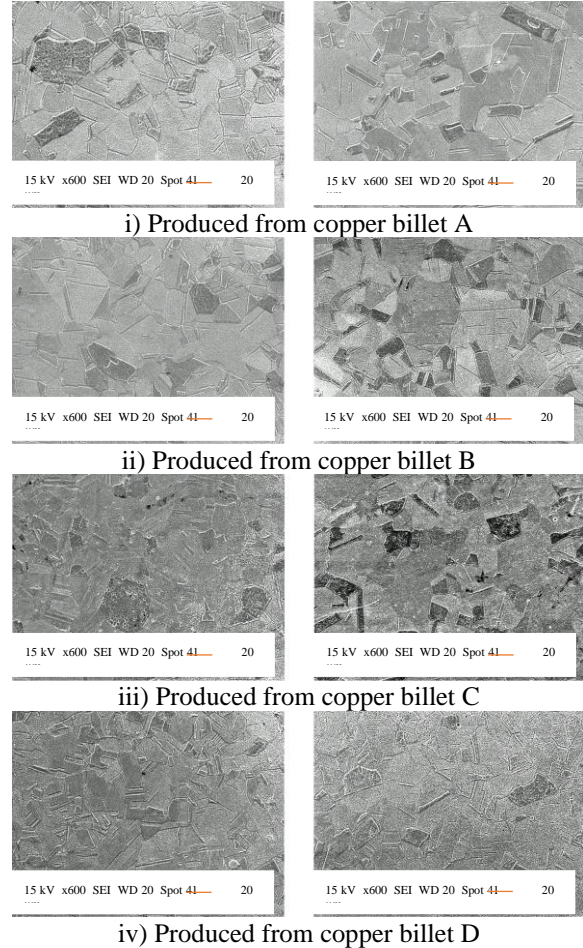 15 kV x600 SEI WD 20 Spot 41 20
15 kV x600 SEI WD 20 Spot 41 20
i) Produced from copper billet A
15 kV x600 SEI WD 20 Spot 41 20
15 kV x600 SEI WD 20 Spot 41 20
ii) Produced from copper billet B
15 kV x600 SEI WD 20 Spot 41 20
15 kV x600 SEI WD 20 Spot 41 20
iii) Produced from copper billet C
15 kV x600 SEI WD 20 Spot 41 20
15 kV x600 SEI WD 20 Spot 41 20
iv) Produced from copper billet D